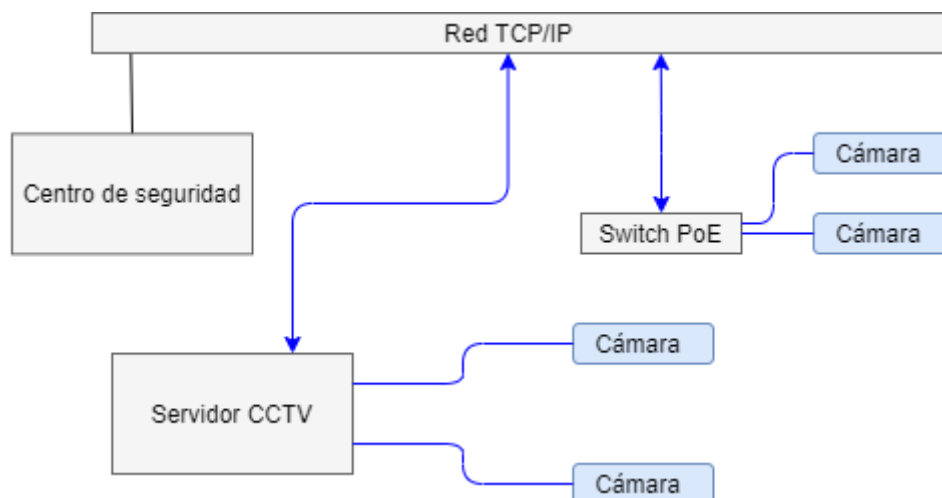 Red TCP/IP
Centro de seguridad
Cámara
Switch PoE
Cámara
Cámara
Servidor CCTV
Cámara